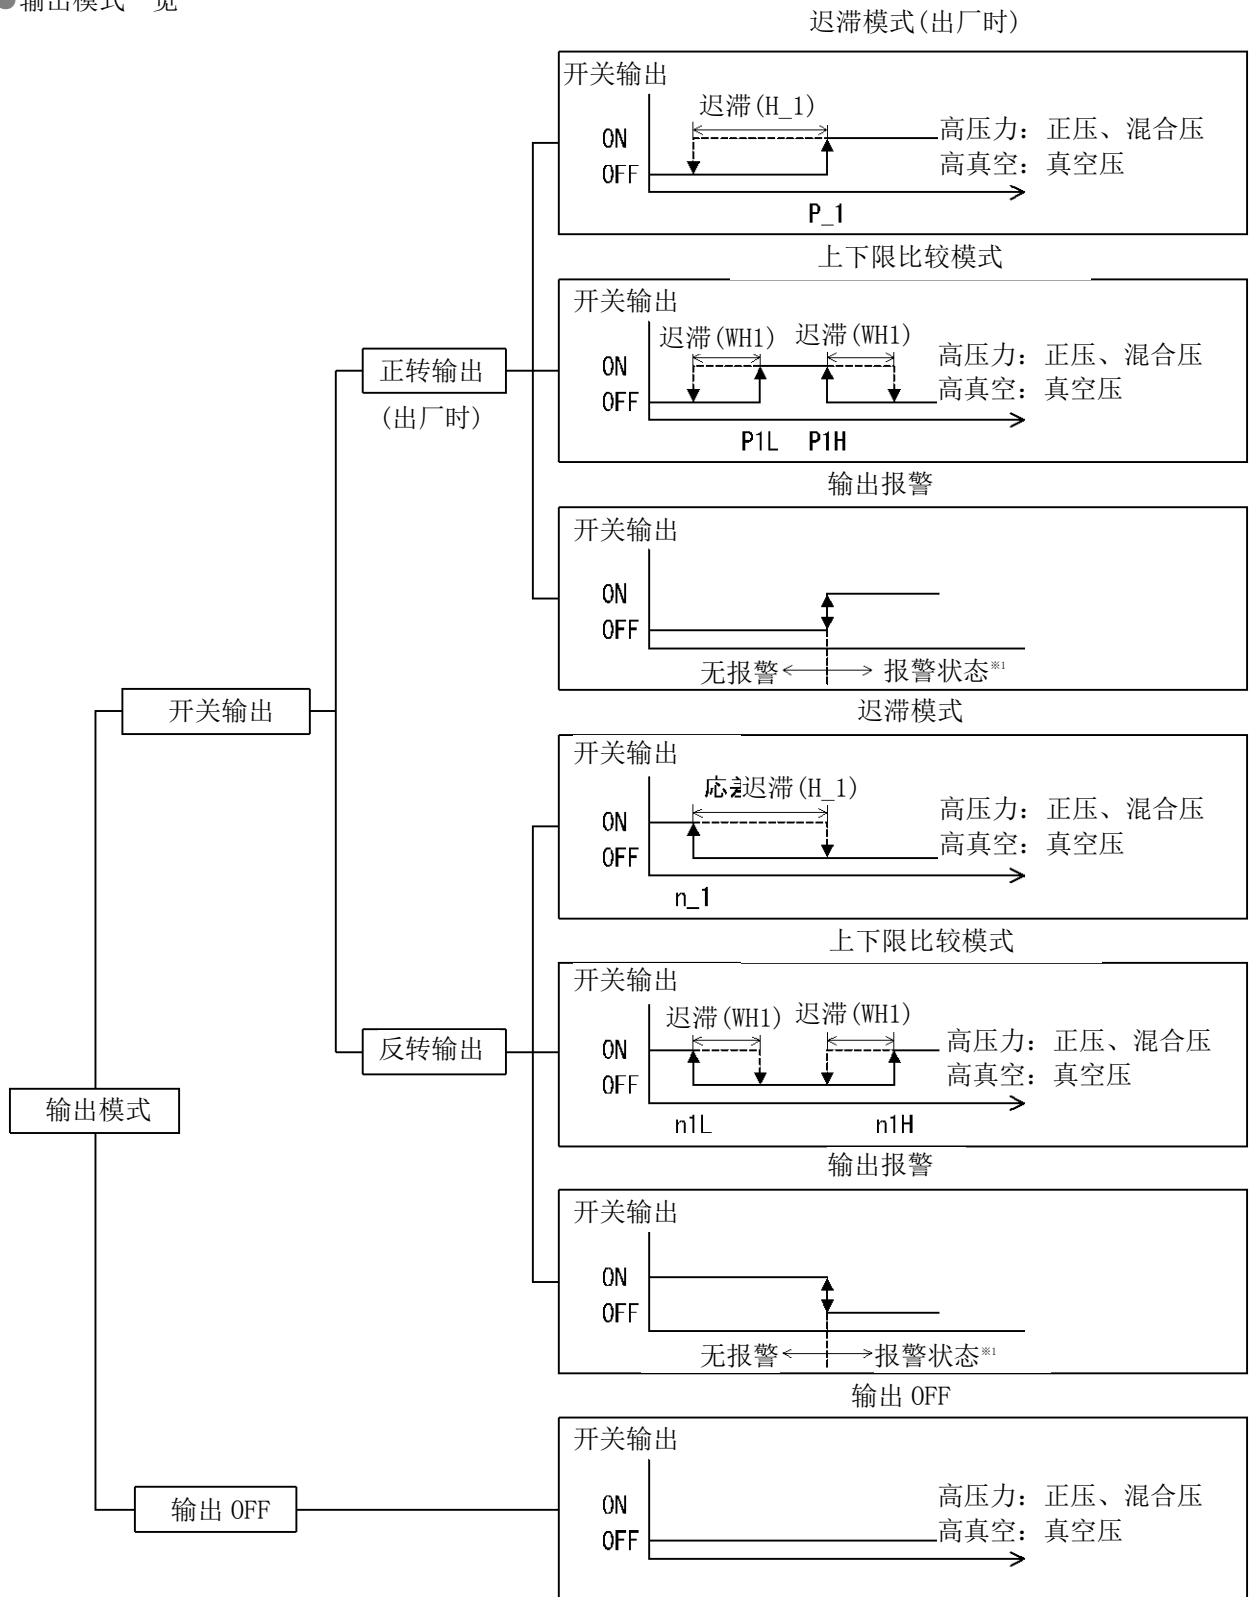 ●输出模式一览
迟滞模式(出厂时)
开关输出
迟滞(H_1)
ON
OFF
高压力：正压、混合压
高真空：真空压
P_1
上下限比较模式
开关输出
迟滞(WH1) 迟滞(WH1)
ON
OFF
高压力：正压、混合压
高真空：真空压
P1L P1H
正转输出
(出厂时)
输出报警
开关输出
ON
OFF
无报警 报警状态※1
开关输出
迟滞模式
开关输出
応 迟滞(H_1)
ON
OFF
高压力：正压、混合压
高真空：真空压
n_1
上下限比较模式
开关输出
迟滞(WH1) 迟滞(WH1)
ON
OFF
高压力：正压、混合压
高真空：真空压
n1L n1H
反转输出
输出模式
输出报警
开关输出
ON
OFF
无报警 报警状态※1
输出 OFF
开关输出
ON
OFF
高压力：正压、混合压
高真空：真空压
输出 OFF